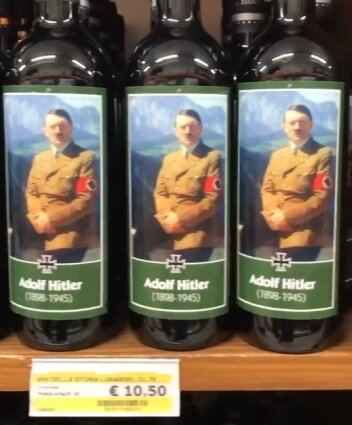 Adolf Hitler
(1898-1945)
Adolf Hitler
(1898-1945)
Adolf Hitler
(1898-1945)
VINI DELLA STORIA LUNARDEL CL.75
€ 10,50